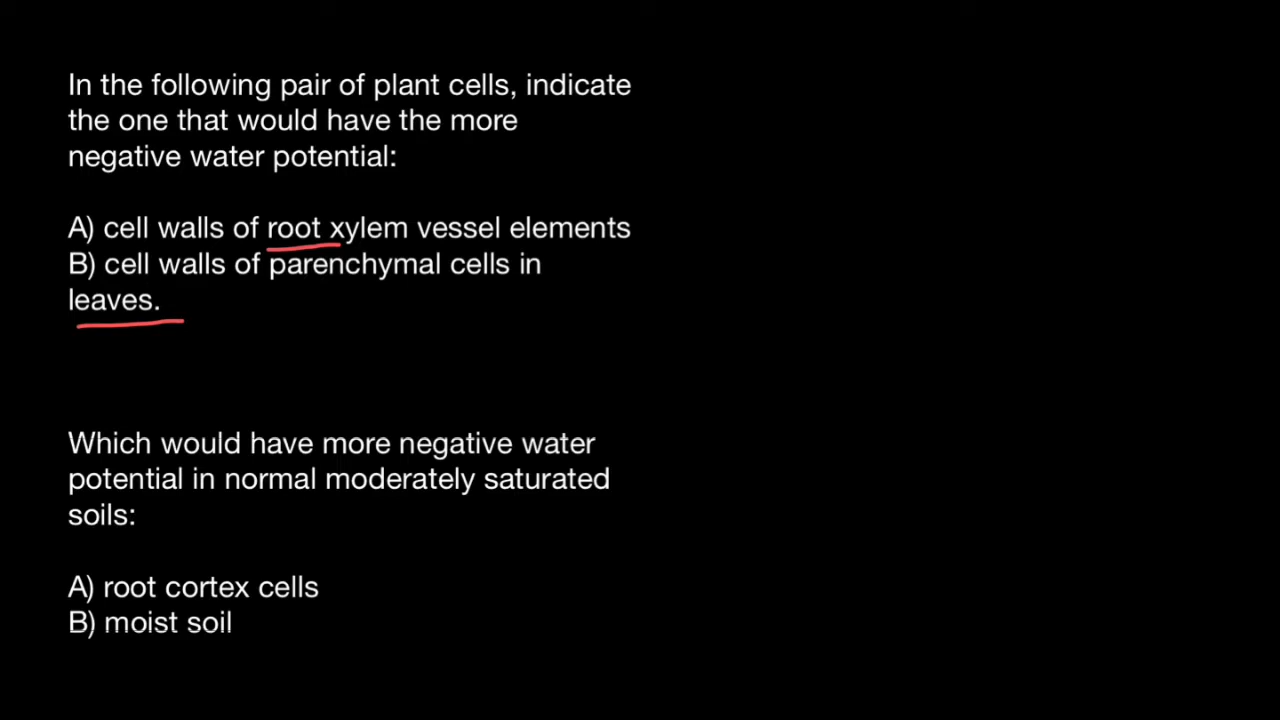 In the following pair of plant cells, indicate
the one that would have the more
negative water potential:
A) cell walls of root xylem vessel elements
B) cell walls of parenchymal cells in
leaves.
Which would have more negative water
potential in normal moderately saturated
soils:
A) root cortex cells
B) moist soil